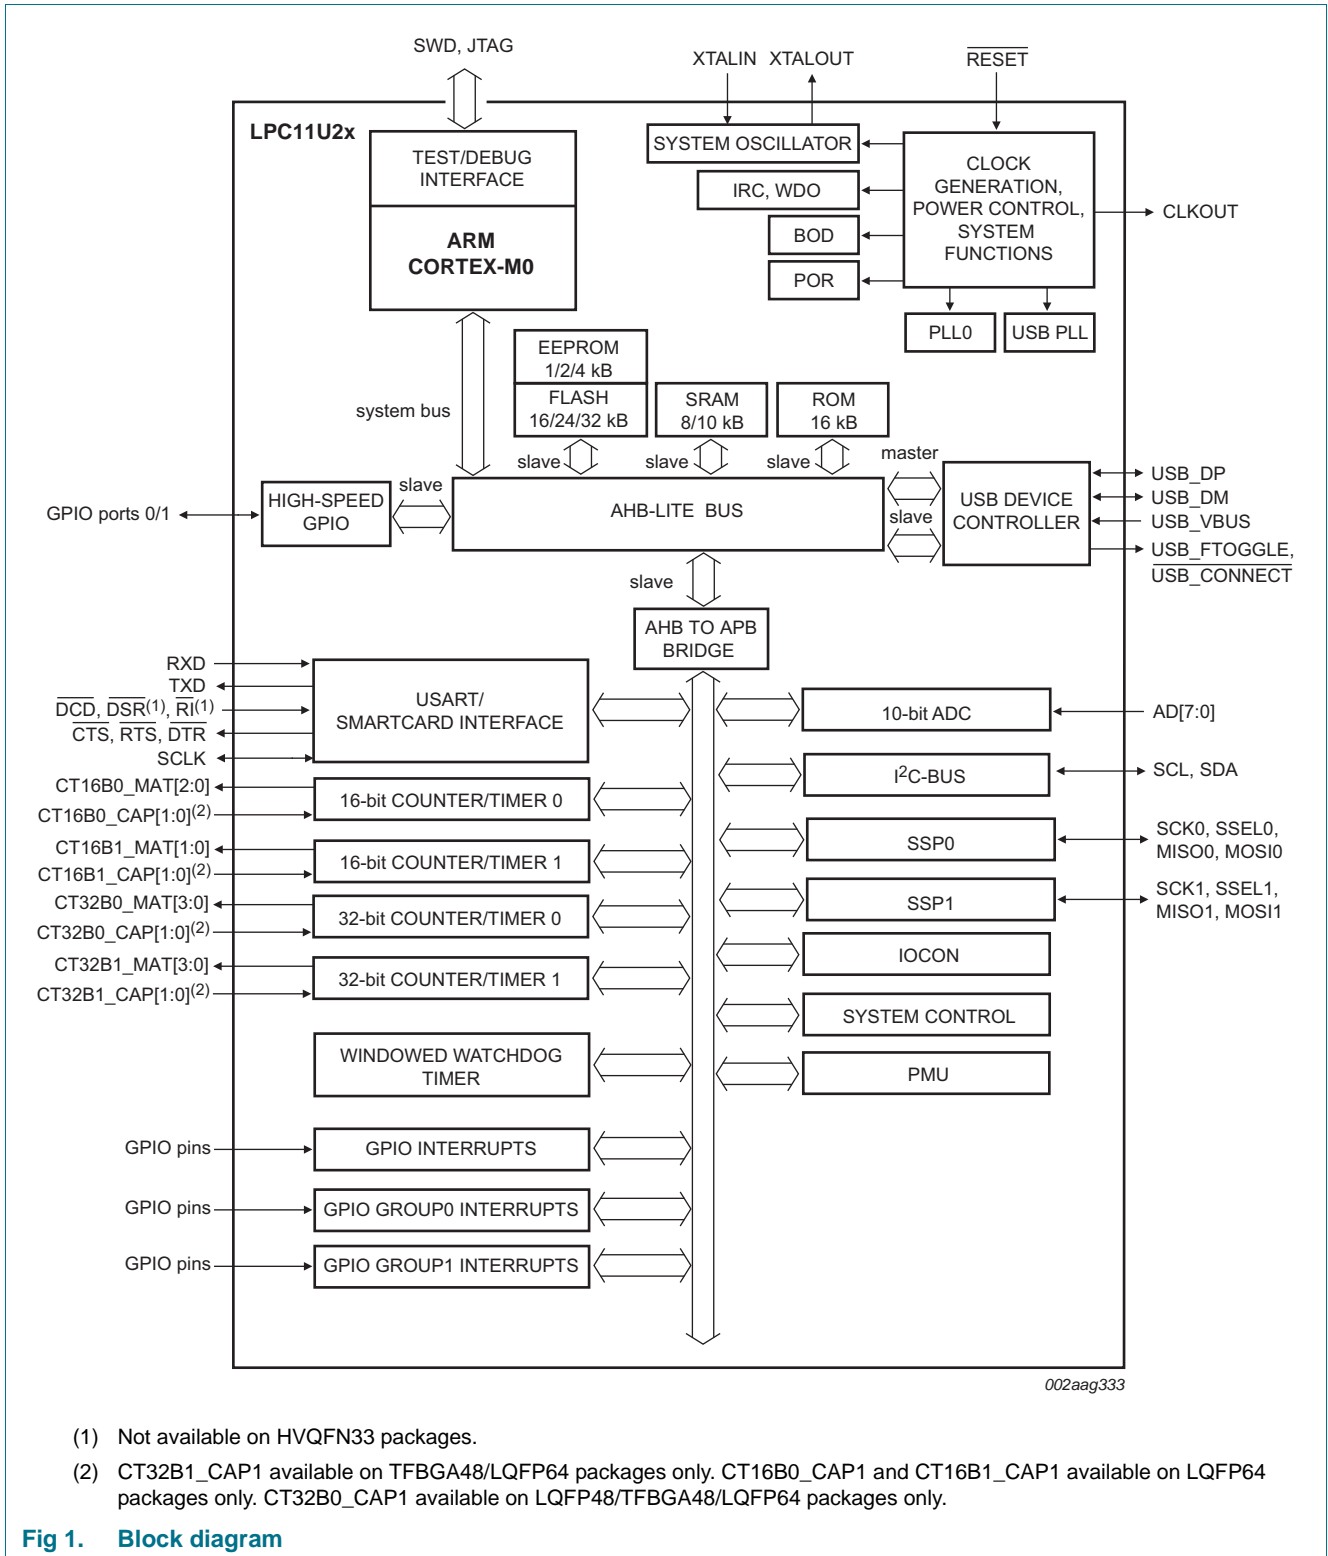 SWD, JTAG
XTALIN XTALOUT
RESET
LPC11U2x
TEST/DEBUG
INTERFACE
ARM
CORTEX-M0
SYSTEM OSCILLATOR
IRC, WDO
BOD
POR
CLOCK
GENERATION,
POWER CONTROL,
SYSTEM
FUNCTIONS
CLKOUT
PLL0
USB PLL
EEPROM
1/2/4 kB
FLASH
16/24/32 kB
SRAM
8/10 kB
ROM
16 kB
system bus
slave
slave
slave
master
slave
slave
GPIO ports 0/1
HIGH-SPEED
GPIO
AHB-LITE BUS
USB DEVICE
CONTROLLER
USB_DP
USB_DM
USB_VBUS
USB_FTOGGLE,
USB_CONNECT
slave
AHB TO APB
BRIDGE
RXD
TXD
DCD, DSR(1), RI(1)
CTS, RTS, DTR
SCLK
USART/
SMARTCARD INTERFACE
CT16B0_MAT[2:0]
CT16B0_CAP[1:0](2)
16-bit COUNTER/TIMER 0
CT16B1_MAT[1:0]
CT16B1_CAP[1:0](2)
16-bit COUNTER/TIMER 1
CT32B0_MAT[3:0]
CT32B0_CAP[1:0](2)
32-bit COUNTER/TIMER 0
CT32B1_MAT[3:0]
CT32B1_CAP[1:0](2)
32-bit COUNTER/TIMER 1
WINDOWED WATCHDOG
TIMER
GPIO pins
GPIO INTERRUPTS
GPIO pins
GPIO GROUP0 INTERRUPTS
GPIO pins
GPIO GROUP1 INTERRUPTS
10-bit ADC
AD[7:0]
I2C-BUS
SCL, SDA
SSP0
SCK0, SSEL0,
MISO0, MOSI0
SSP1
SCK1, SSEL1,
MISO1, MOSI1
IOCON
SYSTEM CONTROL
PMU
002aag333
(1) Not available on HVQFN33 packages.
(2) CT32B1_CAP1 available on TFBGA48/LQFP64 packages only. CT16B0_CAP1 and CT16B1_CAP1 available on LQFP64
packages only. CT32B0_CAP1 available on LQFP48/TFBGA48/LQFP64 packages only.
Fig 1. Block diagram